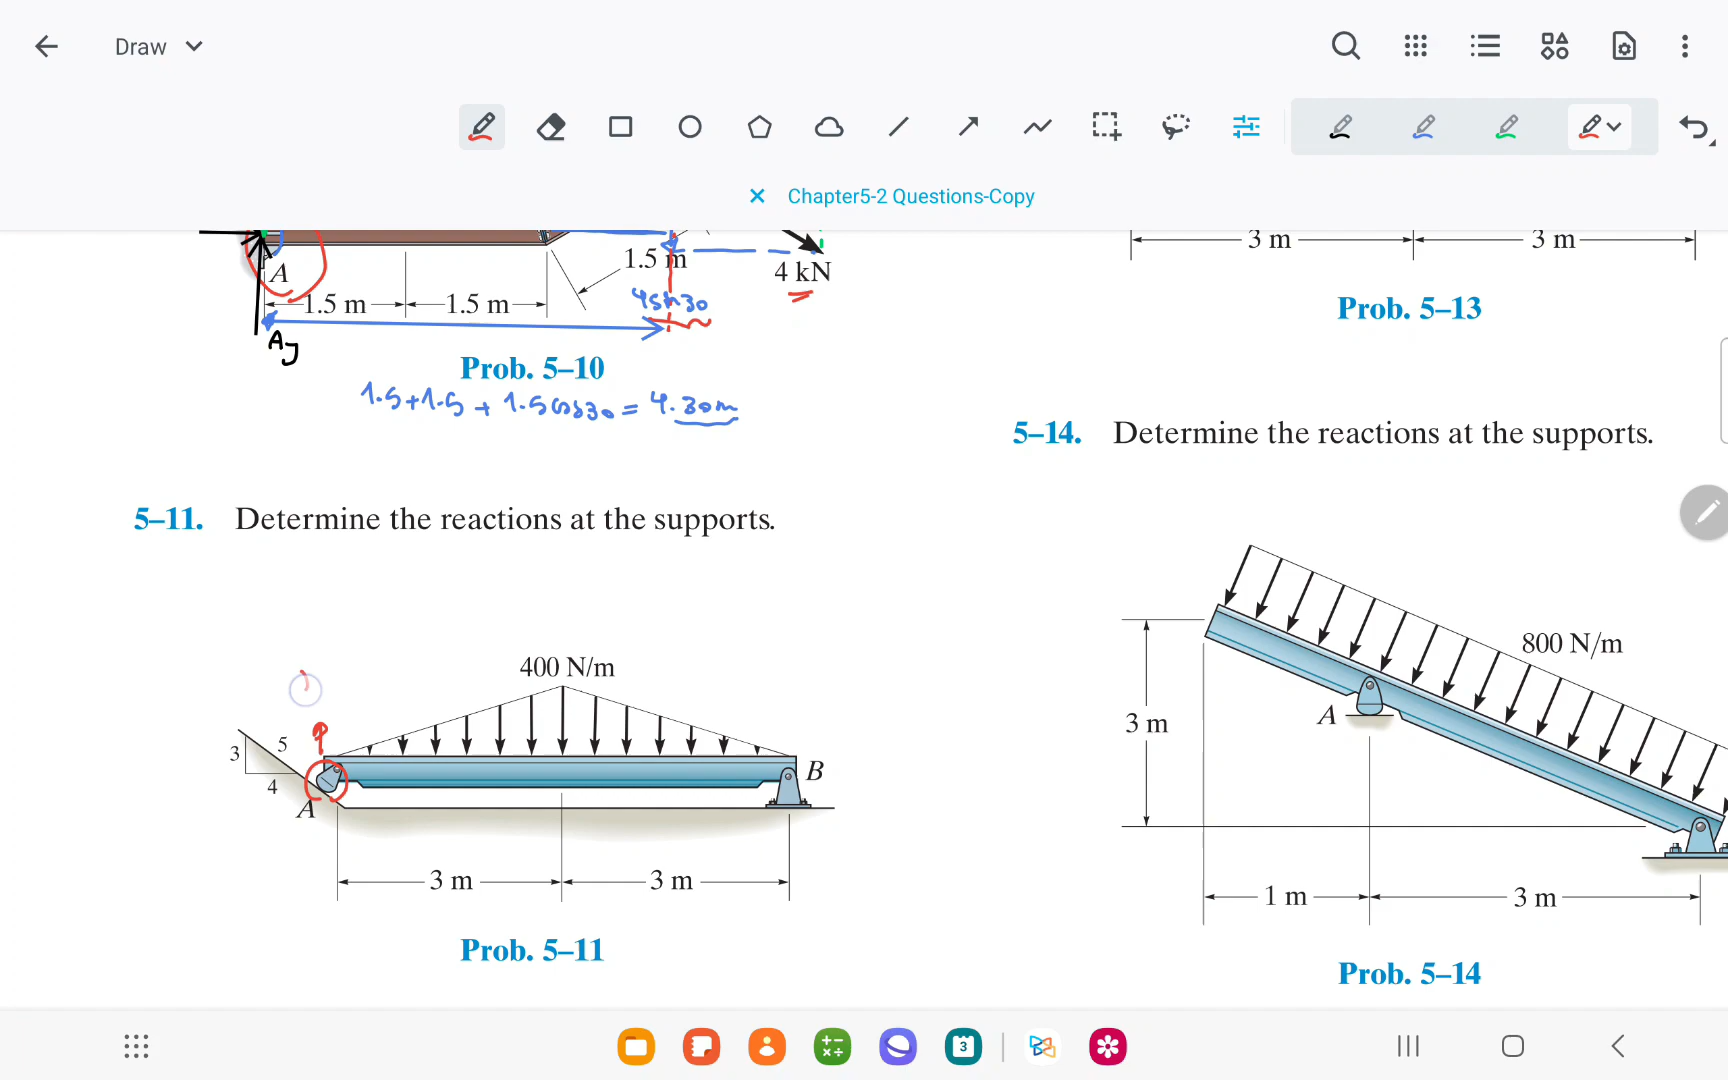 Draw
Chapter5-2 Questions-Copy
A
1.5 m
4 kN
1.5 m
1.5 m
4sin30
Ay
Prob. 5–10
1.5+1.5 + 1.5cos30 = 4.30m
5–11. Determine the reactions at the supports.
400 N/m
3
5
4
A
B
3 m
3 m
Prob. 5–11
3 m
3 m
Prob. 5–13
5–14. Determine the reactions at the supports.
800 N/m
3 m
A
1 m
3 m
Prob. 5–14
3